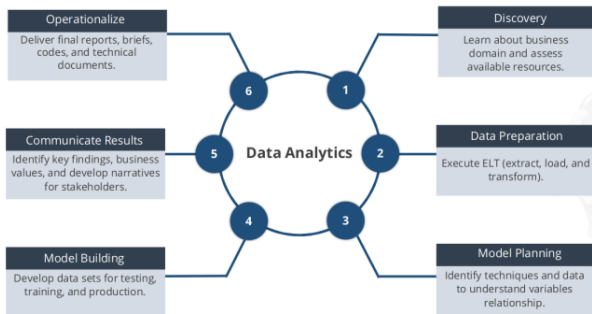 Operationalize
Deliver final reports, briefs,
codes, and technical
documents.
Discovery
Learn about business
domain and assess
available resources.
6
1
Communicate Results
Identify key findings, business
values, and develop narratives
for stakeholders.
5
Data Analytics
2
Data Preparation
Execute ELT (extract, load, and
transform).
4
3
Model Building
Develop data sets for testing,
training, and production.
Model Planning
Identify techniques and data
to understand variables
relationship.